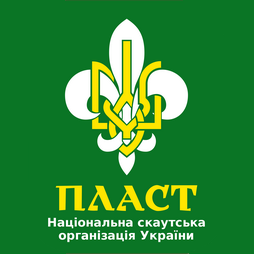 ПЛАСТ
Національна скаутська
організація України